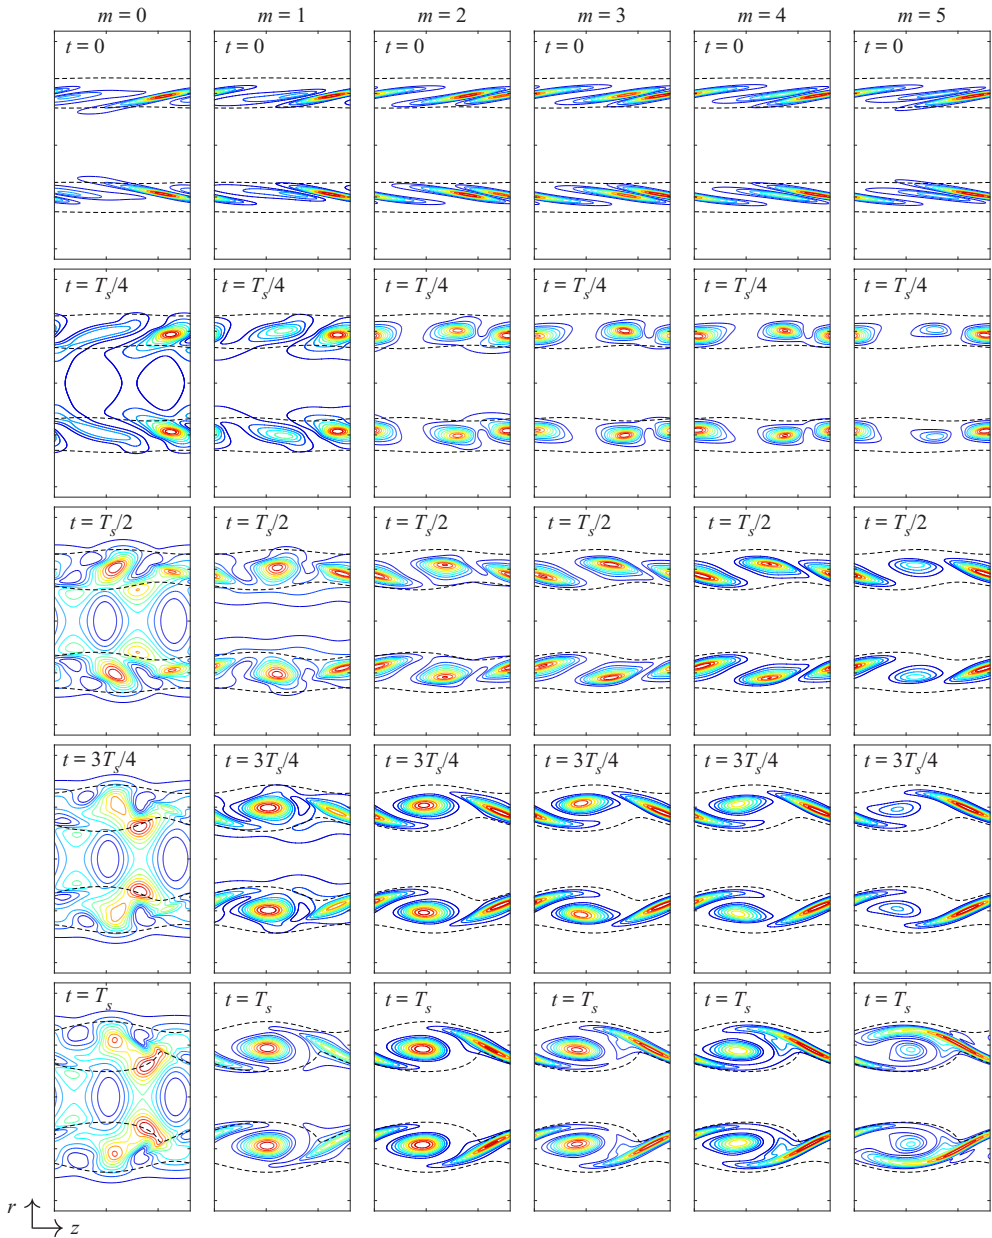 m = 0 m = 1 m = 2 m = 3 m = 4 m = 5
t = 0 t = 0 t = 0 t = 0 t = 0 t = 0
t = T_s/4 t = T_s/4 t = T_s/4 t = T_s/4 t = T_s/4 t = T_s/4
t = T_s/2 t = T_s/2 t = T_s/2 t = T_s/2 t = T_s/2 t = T_s/2
t = 3T_s/4 t = 3T_s/4 t = 3T_s/4 t = 3T_s/4 t = 3T_s/4 t = 3T_s/4
t = T_s t = T_s t = T_s t = T_s t = T_s t = T_s
r
z